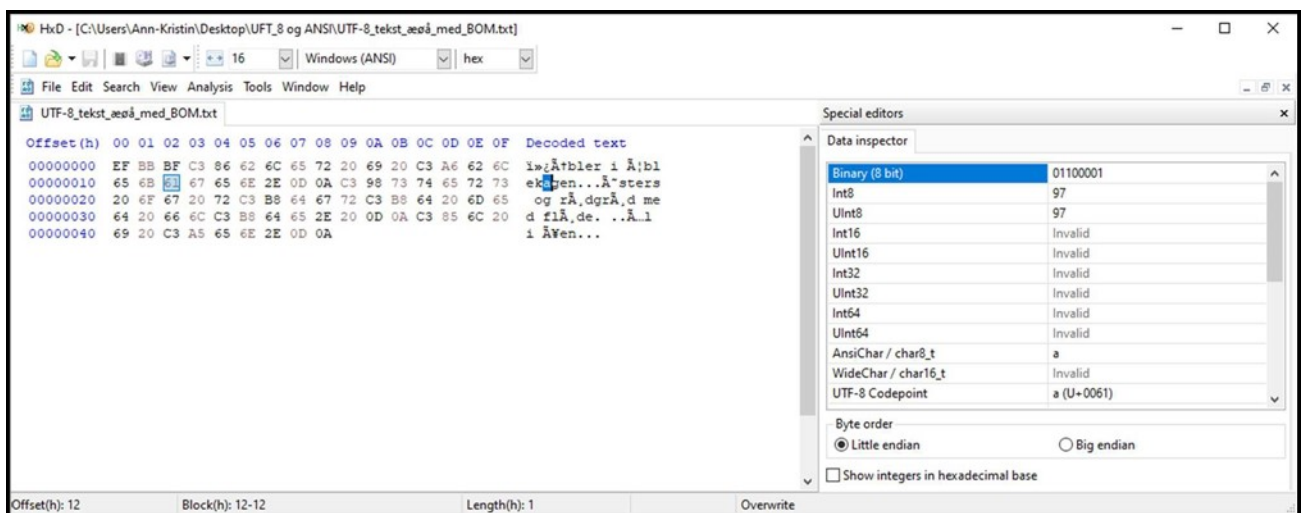 HxD - [C:\Users\Ann-Kristin\Desktop\UFT_8 og ANSI\UTF-8_tekst_æøå_med_BOM.txt]
16 Windows (ANSI) hex
File Edit Search View Analysis Tools Window Help
UTF-8_tekst_æøå_med_BOM.txt
Offset(h) 00 01 02 03 04 05 06 07 08 09 0A 0B 0C 0D 0E 0F Decoded text
00000000 EF BB BF C3 86 62 6C 65 72 20 69 20 C3 A6 62 6C ï»¿Ã†bler i Ã¦bl
00000010 65 6B 61 67 65 6E 2E 0D 0A C3 98 73 74 65 72 73 ekagen...Ã˜sters
00000020 20 6F 67 20 72 C3 B8 64 67 72 C3 B8 64 20 6D 65 og rÃ¸dgrÃ¸d me
00000030 64 20 66 6C C3 B8 64 65 2E 20 0D 0A C3 85 6C 20 d flÃ¸de. ..Ã…l
00000040 69 20 C3 A5 65 6E 2E 0D 0A i Ã¥en...
Special editors
Data inspector
Binary (8 bit) 01100001
Int8 97
UInt8 97
Int16 Invalid
UInt16 Invalid
Int32 Invalid
UInt32 Invalid
Int64 Invalid
UInt64 Invalid
AnsiChar / char8_t a
WideChar / char16_t Invalid
UTF-8 Codepoint a (U+0061)
Byte order
Little endian Big endian
Show integers in hexadecimal base
Offset(h): 12 Block(h): 12-12 Length(h): 1 Overwrite